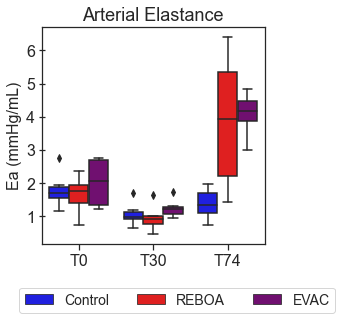 Arterial Elastance
Ea (mmHg/mL)
6
5
4
3
2
1
T0 T30 T74
Control REBOA EVAC